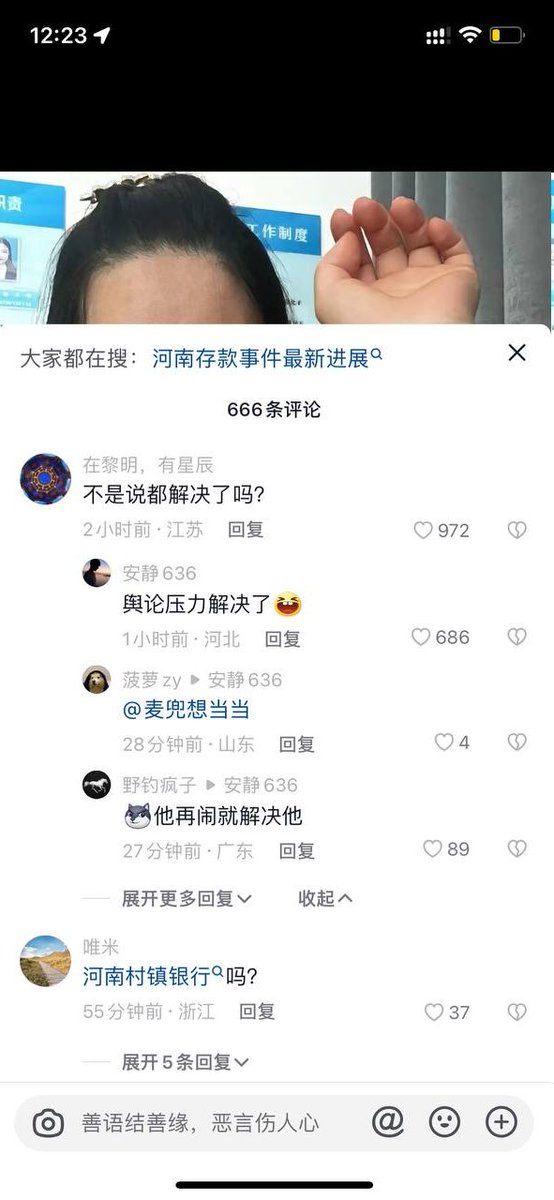 12:23
职责
工作制度
大家都在搜：河南存款事件最新进展
666条评论
在黎明，有星辰
不是说都解决了吗?
2小时前·江苏 回复 972
安静636
舆论压力解决了
1小时前·河北 回复 686
菠萝zy 安静636
@麦兜想当当
28分钟前·山东 回复 4
野钓疯子 安静636
他再闹就解决他
27分钟前·广东 回复 89
展开更多回复 收起
唯米
河南村镇银行吗?
55分钟前·浙江 回复 37
展开5条回复
善语结善缘，恶言伤人心